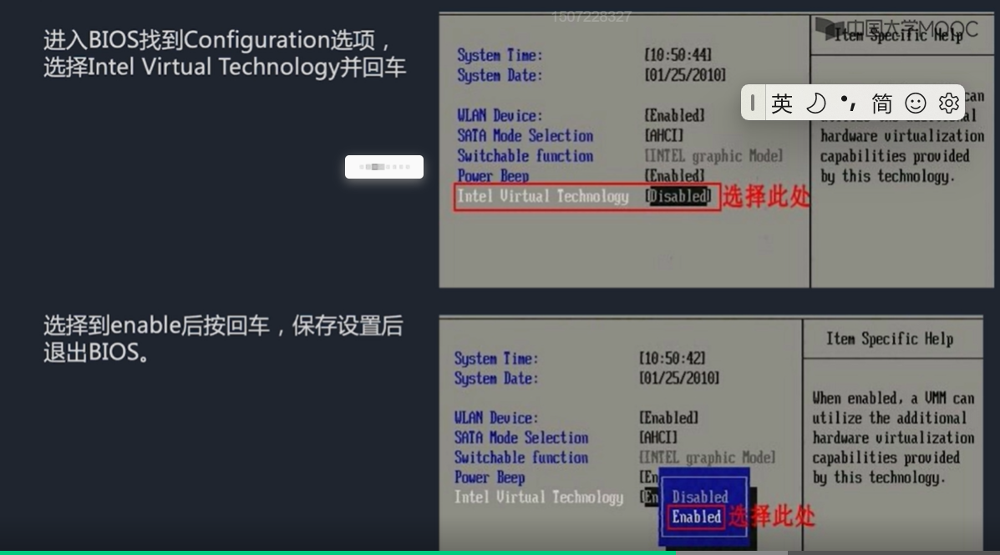 1507228327
中国大学MOOC
进入BIOS找到Configuration选项，
选择Intel Virtual Technology并回车
Item Specific Help
System Time: [10:50:44]
System Date: [01/25/2010]
英 简
WLAN Device: [Enabled]
SATA Mode Selection [AHCI]
Switchable function [INTEL graphic Mode]
Power Beep [Enabled]
Intel Virtual Technology [Disabled] 选择此处
can
hardware virtualization
capabilities provided
by this technology.
选择到enable后按回车，保存设置后
退出BIOS。
Item Specific Help
System Time: [10:50:42]
System Date: [01/25/2010]
WLAN Device: [Enabled]
SATA Mode Selection [AHCI]
Switchable function [INTEL graphic Mode]
Power Beep [En
Intel Virtual Technology [En
Disabled
Enabled 选择此处
When enabled, a VMM can
utilize the additional
hardware virtualization
capabilities provided
by this technology.